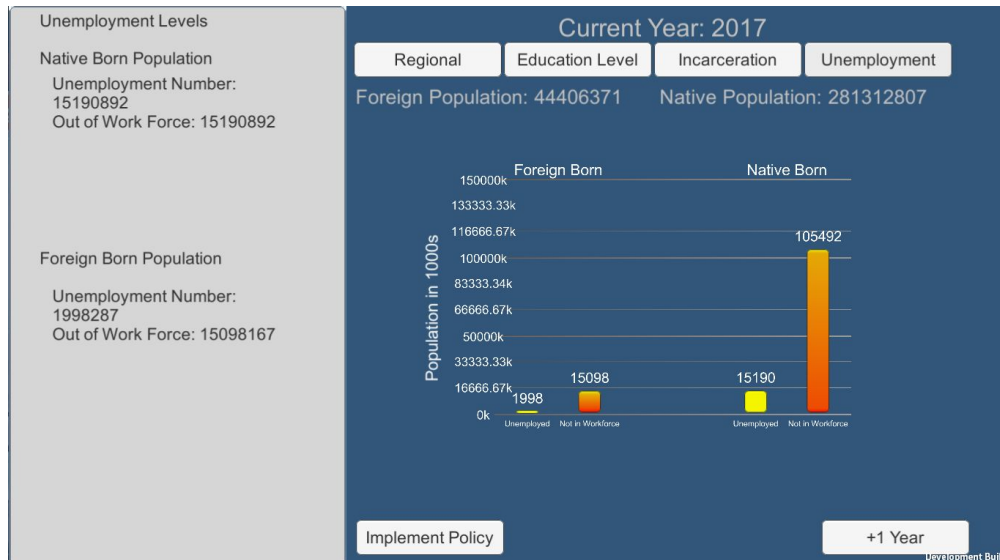 Unemployment Levels
Native Born Population
Unemployment Number:
15190892
Out of Work Force: 15190892
Foreign Born Population
Unemployment Number:
1998287
Out of Work Force: 15098167
Current Year: 2017
Regional
Education Level
Incarceration
Unemployment
Foreign Population: 44406371
Native Population: 281312807
Foreign Born
Native Born
Population in 1000s
150000k
133333.33k
116666.67k
100000k
83333.34k
66666.67k
50000k
33333.33k
16666.67k
0k
1998
15098
15190
105492
Unemployed
Not in Workforce
Unemployed
Not in Workforce
Implement Policy
+1 Year
Development Bui